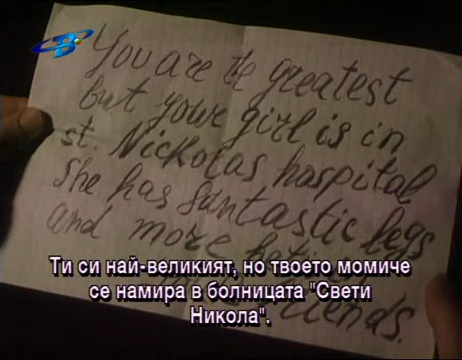 You are the greatest
but your girl is in
st. Nickolas hospital
she has fantastic legs
and more
Ти си най-великият, но твоето момиче
се намира в болницата "Свети
Никола".